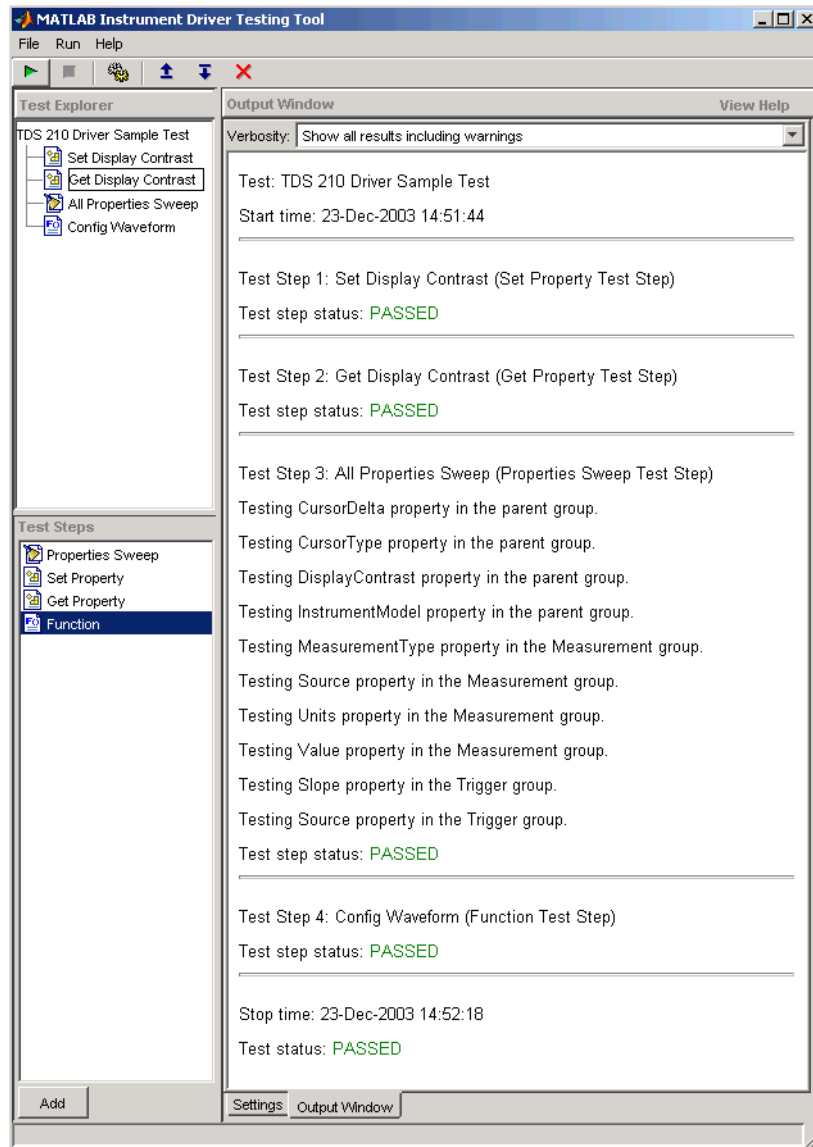 MATLAB Instrument Driver Testing Tool
File Run Help
Test Explorer
TDS 210 Driver Sample Test
Set Display Contrast
Get Display Contrast
All Properties Sweep
Config Waveform
Test Steps
Properties Sweep
Set Property
Get Property
Function
Add
Output Window View Help
Verbosity: Show all results including warnings
Test: TDS 210 Driver Sample Test
Start time: 23-Dec-2003 14:51:44
Test Step 1: Set Display Contrast (Set Property Test Step)
Test step status: PASSED
Test Step 2: Get Display Contrast (Get Property Test Step)
Test step status: PASSED
Test Step 3: All Properties Sweep (Properties Sweep Test Step)
Testing CursorDelta property in the parent group.
Testing CursorType property in the parent group.
Testing DisplayContrast property in the parent group.
Testing InstrumentModel property in the parent group.
Testing MeasurementType property in the Measurement group.
Testing Source property in the Measurement group.
Testing Units property in the Measurement group.
Testing Value property in the Measurement group.
Testing Slope property in the Trigger group.
Testing Source property in the Trigger group.
Test step status: PASSED
Test Step 4: Config Waveform (Function Test Step)
Test step status: PASSED
Stop time: 23-Dec-2003 14:52:18
Test status: PASSED
Settings Output Window